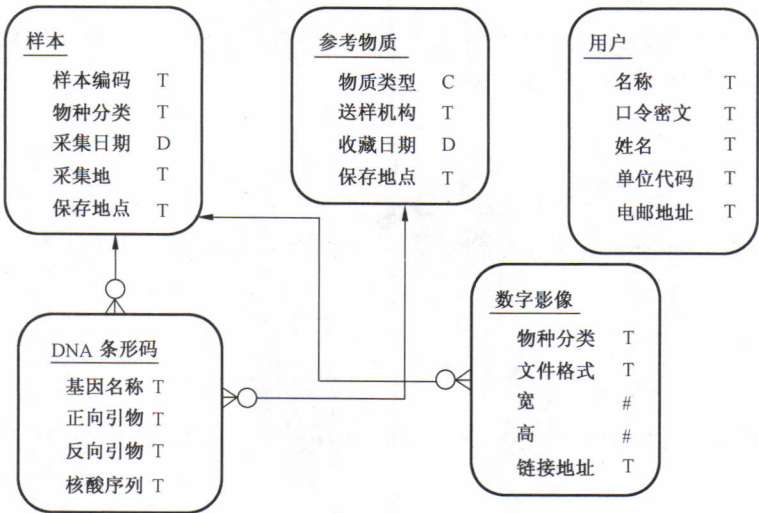 样本
样本编码 T
物种分类 T
采集日期 D
采集地 T
保存地点 T
参考物质
物质类型 C
送样机构 T
收藏日期 D
保存地点 T
用户
名称 T
口令密文 T
姓名 T
单位代码 T
电邮地址 T
DNA 条形码
基因名称 T
正向引物 T
反向引物 T
核酸序列 T
数字影像
物种分类 T
文件格式 T
宽 #
高 #
链接地址 T